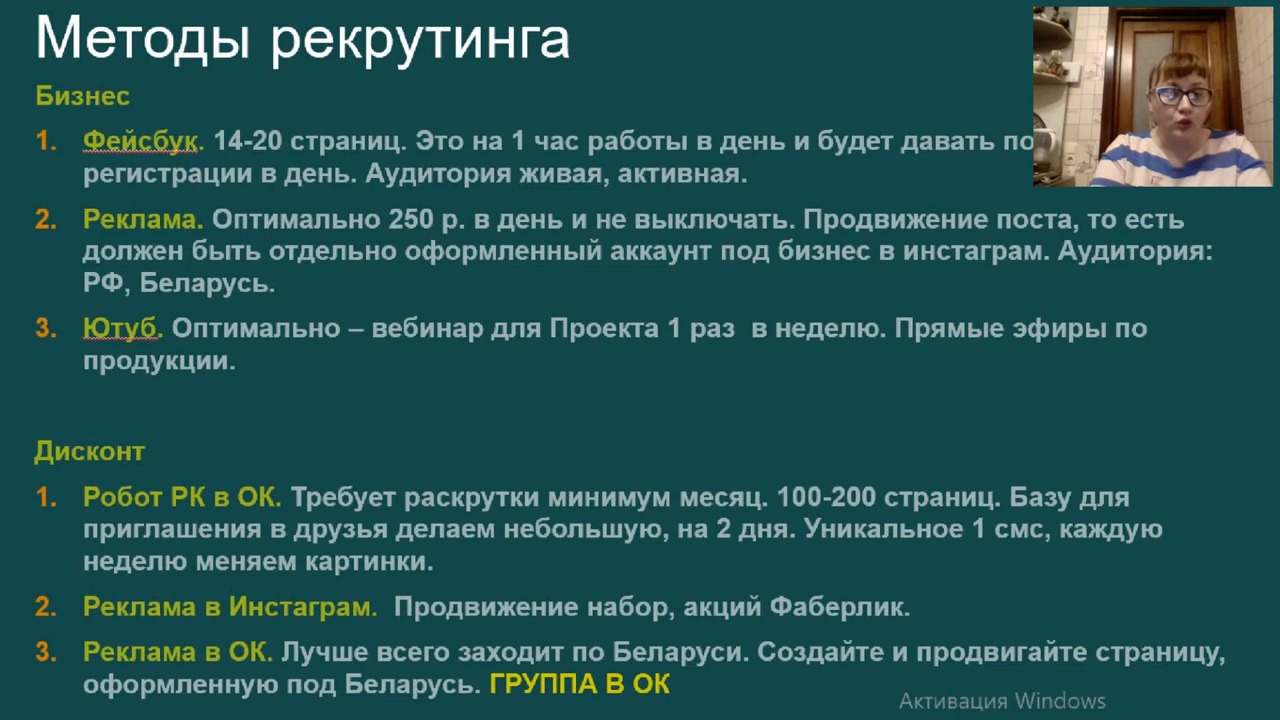 Методы рекрутинга
Бизнес
1. Фейсбук. 14-20 страниц. Это на 1 час работы в день и будет давать по
регистрации в день. Аудитория живая, активная.
2. Реклама. Оптимально 250 р. в день и не выключать. Продвижение поста, то есть
должен быть отдельно оформленный аккаунт под бизнес в инстаграм. Аудитория:
РФ, Беларусь.
3. Ютуб. Оптимально – вебинар для Проекта 1 раз в неделю. Прямые эфиры по
продукции.
Дисконт
1. Робот РК в ОК. Требует раскрутки минимум месяц. 100-200 страниц. Базу для
приглашения в друзья делаем небольшую, на 2 дня. Уникальное 1 смс, каждую
неделю меняем картинки.
2. Реклама в Инстаграм. Продвижение набор, акций Фаберлик.
3. Реклама в ОК. Лучше всего заходит по Беларуси. Создайте и продвигайте страницу,
оформленную под Беларусь. ГРУППА В ОК
Активация Windows